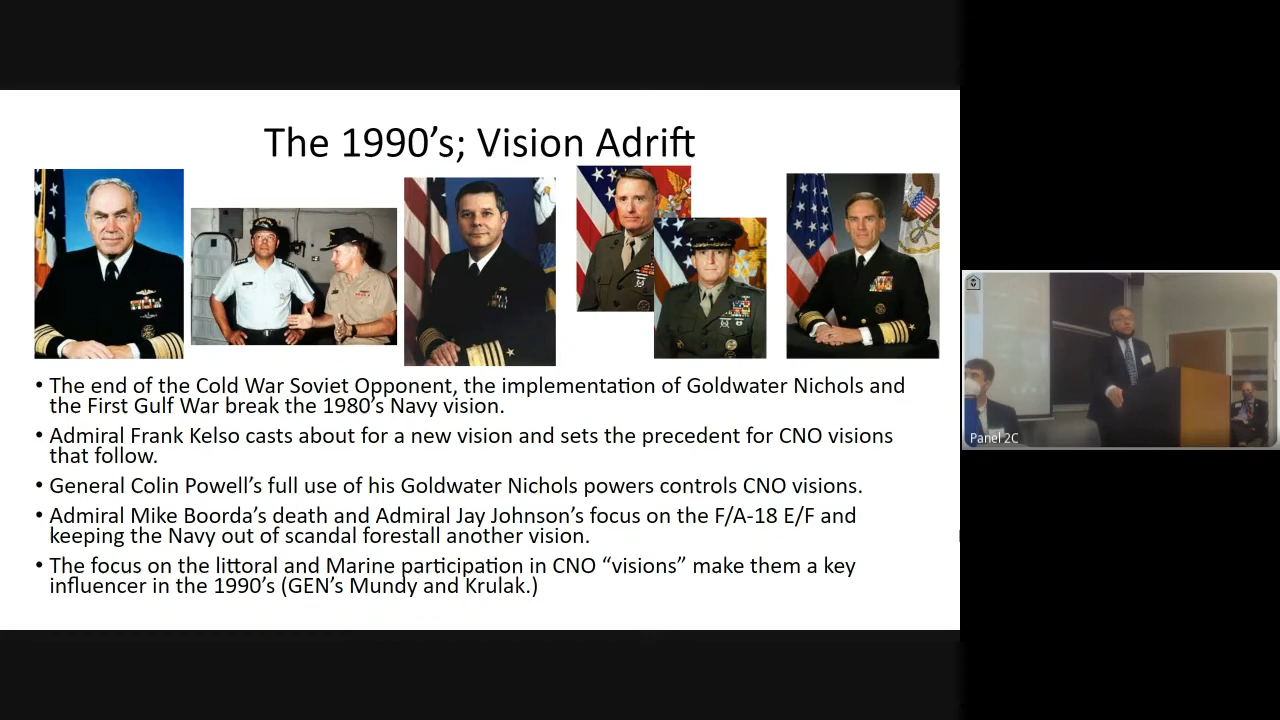 The 1990’s; Vision Adrift
• The end of the Cold War Soviet Opponent, the implementation of Goldwater Nichols and
the First Gulf War break the 1980’s Navy vision.
• Admiral Frank Kelso casts about for a new vision and sets the precedent for CNO visions
that follow.
• General Colin Powell’s full use of his Goldwater Nichols powers controls CNO visions.
• Admiral Mike Boorda’s death and Admiral Jay Johnson’s focus on the F/A-18 E/F and
keeping the Navy out of scandal forestall another vision.
• The focus on the littoral and Marine participation in CNO “visions” make them a key
influencer in the 1990’s (GEN’s Mundy and Krulak.)
Panel 2C